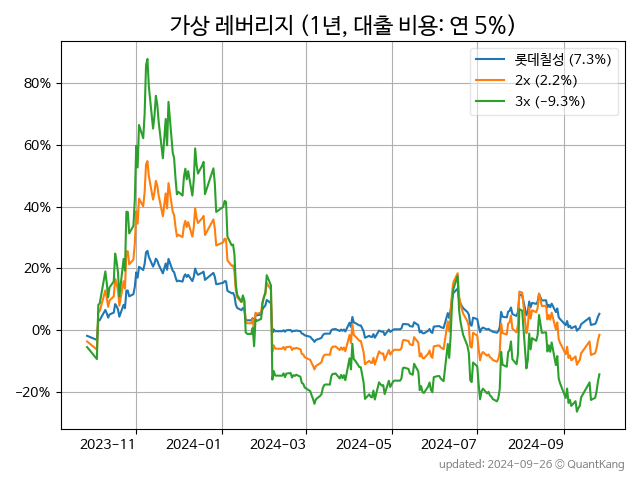 가상 레버리지 (1년, 대출 비용: 연 5%)
롯데칠성 (7.3%)
2x (2.2%)
3x (−9.3%)
80%
60%
40%
20%
0%
−20%
2023-11
2024-01
2024-03
2024-05
2024-07
2024-09
updated: 2024-09-26 © QuantKang